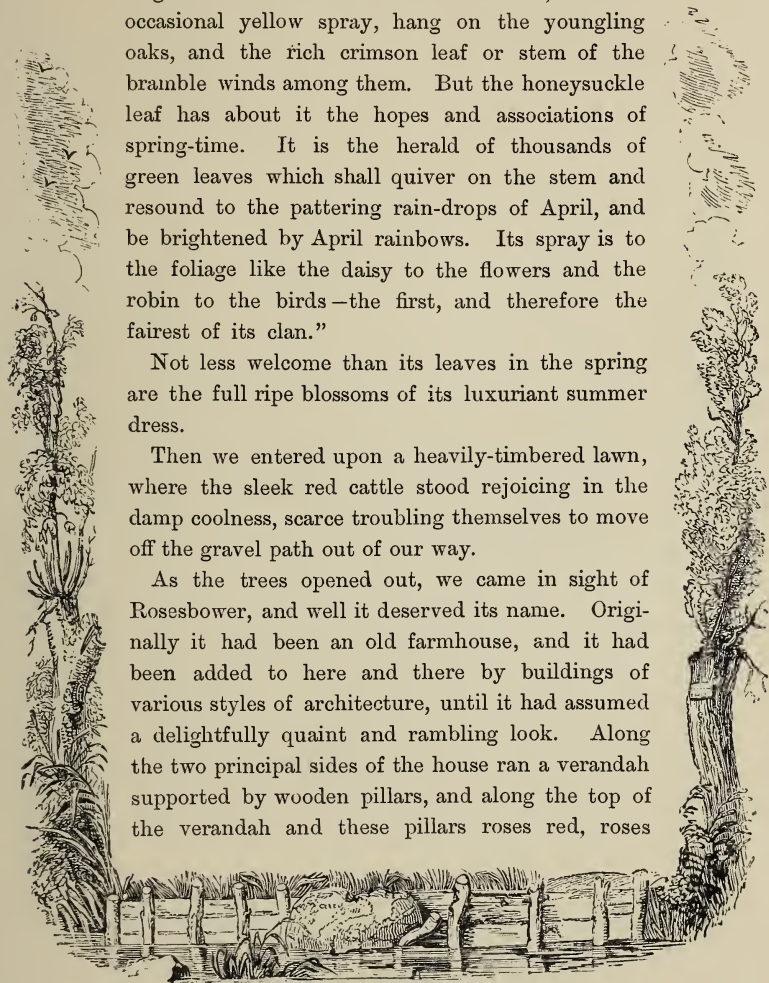 occasional yellow spray, hang on the youngling
oaks, and the rich crimson leaf or stem of the
bramble winds among them. But the honeysuckle
leaf has about it the hopes and associations of
spring-time. It is the herald of thousands of
green leaves which shall quiver on the stem and
resound to the pattering rain-drops of April, and
be brightened by April rainbows. Its spray is to
the foliage like the daisy to the flowers and the
robin to the birds—the first, and therefore the
fairest of its clan.”
Not less welcome than its leaves in the spring
are the full ripe blossoms of its luxuriant summer
dress.
Then we entered upon a heavily-timbered lawn,
where the sleek red cattle stood rejoicing in the
damp coolness, scarce troubling themselves to move
off the gravel path out of our way.
As the trees opened out, we came in sight of
Rosesbower, and well it deserved its name. Origi-
nally it had been an old farmhouse, and it had
been added to here and there by buildings of
various styles of architecture, until it had assumed
a delightfully quaint and rambling look. Along
the two principal sides of the house ran a verandah
supported by wooden pillars, and along the top of
the verandah and these pillars roses red, roses